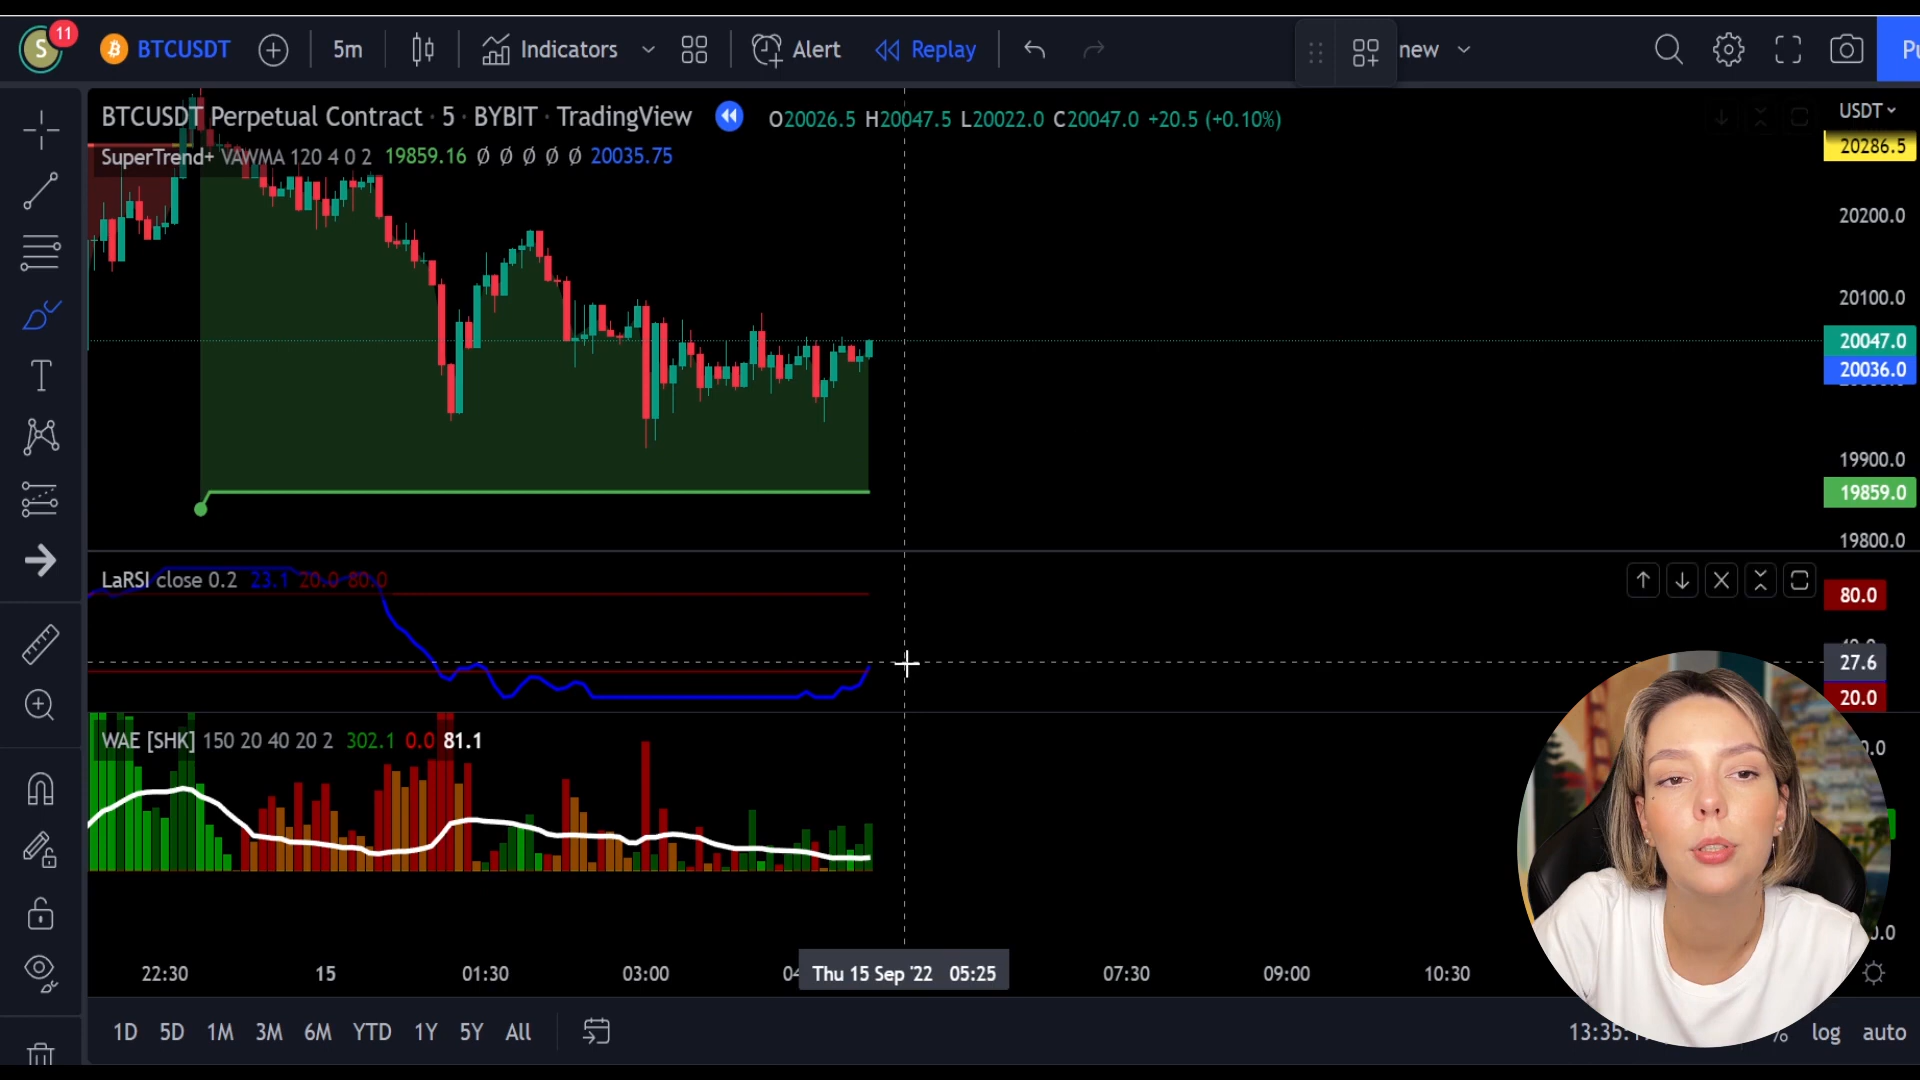 S 11 BTCUSDT 5m Indicators Alert Replay new Pu
BTCUSDT Perpetual Contract · 5 · BYBIT · TradingView O20026.5 H20047.5 L20022.0 C20047.0 +20.5 (+0.10%)
SuperTrend+ VAWMA 120 4 0 2 19859.16 Ø Ø Ø Ø Ø 20035.75
USDT
20286.5
20200.0
20100.0
20047.0
20036.0
19900.0
19859.0
19800.0
LaRSI close 0.2 23.1 20.0 80.0
80.0
27.6
20.0
WAE [SHK] 150 20 40 20 2 302.1 0.0 81.1
22:30 15 01:30 03:00 Thu 15 Sep '22 05:25 07:30 09:00 10:30
1D 5D 1M 3M 6M YTD 1Y 5Y All 13:35: % log auto